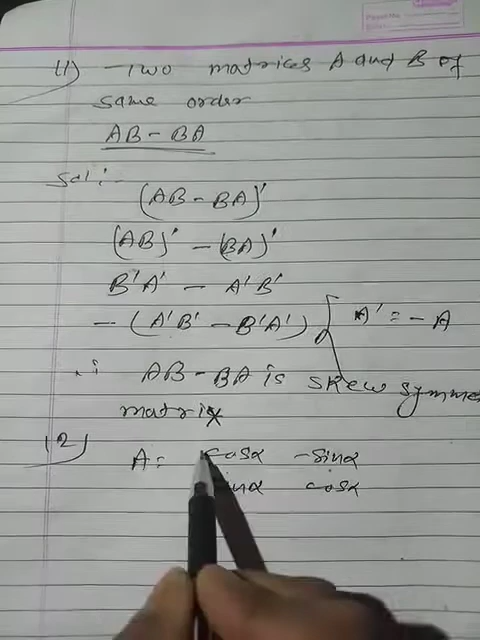 11) Two matrices A and B of
same order
AB - BA
Sol:-
(AB - BA)'
(AB)' - (BA)'
B'A' - A'B'
- (A'B' - B'A') A' = - A
∴ AB - BA is skew symme
matrix
12) A = cosα -sinα
sinα cosα